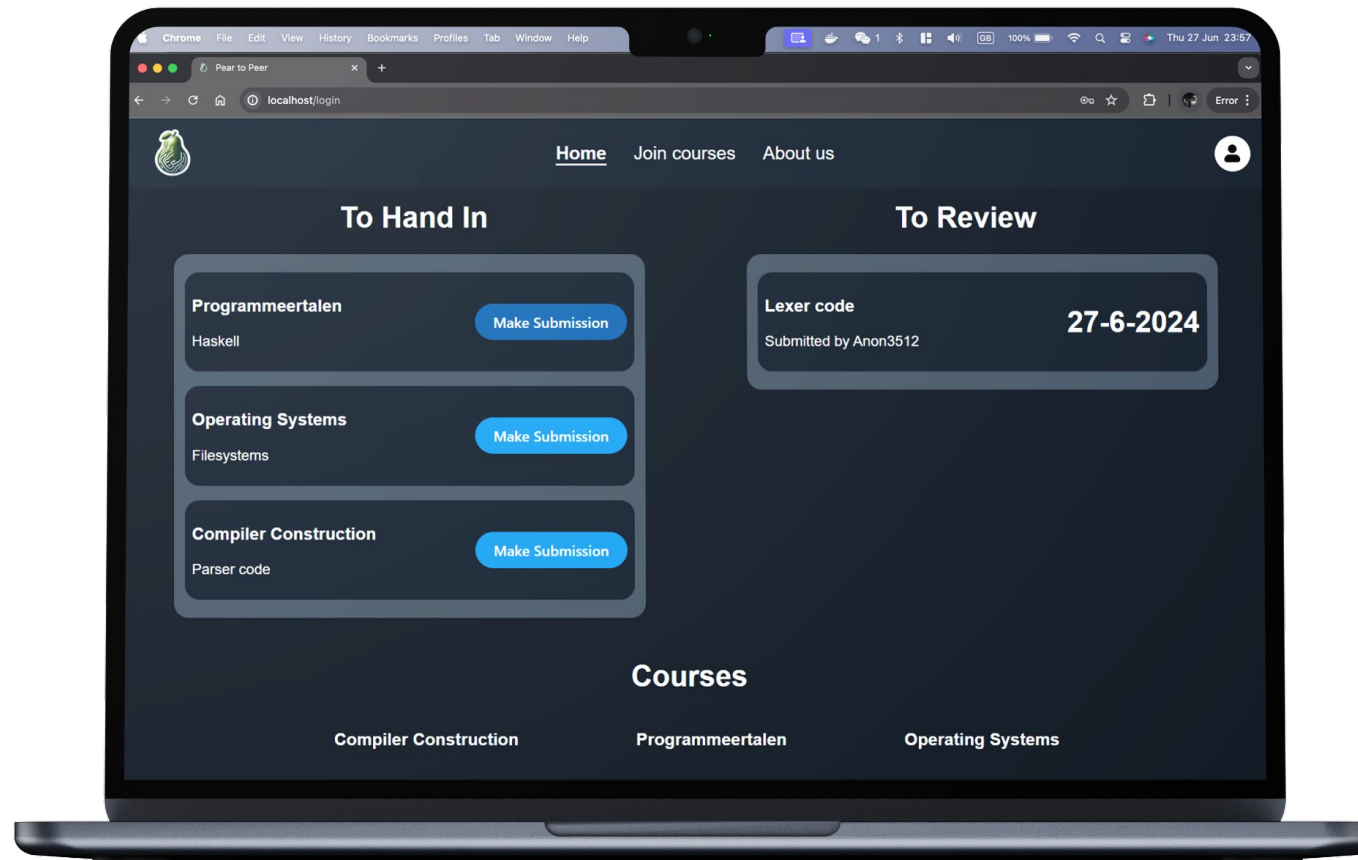 Chrome File Edit View History Bookmarks Profiles Tab Window Help 1 GB 100% Thu 27 Jun 23:57
Pear to Peer
localhost/login Error
Home Join courses About us
To Hand In
Programmeertalen
Haskell
Make Submission
Operating Systems
Filesystems
Make Submission
Compiler Construction
Parser code
Make Submission
To Review
Lexer code
Submitted by Anon3512
27-6-2024
Courses
Compiler Construction Programmeertalen Operating Systems